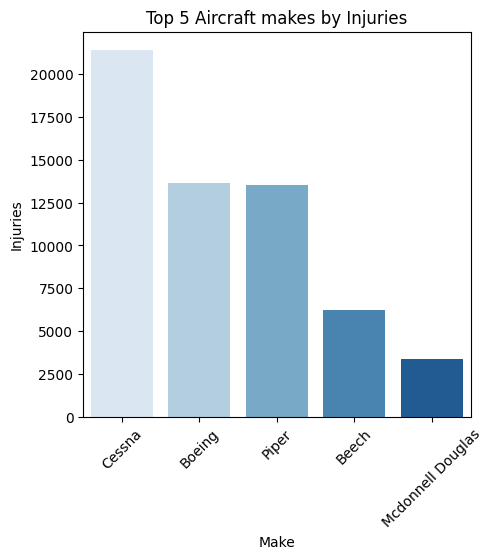 Top 5 Aircraft makes by Injuries
Injuries
20000
17500
15000
12500
10000
7500
5000
2500
0
Cessna
Boeing
Piper
Beech
Mcdonnell Douglas
Make